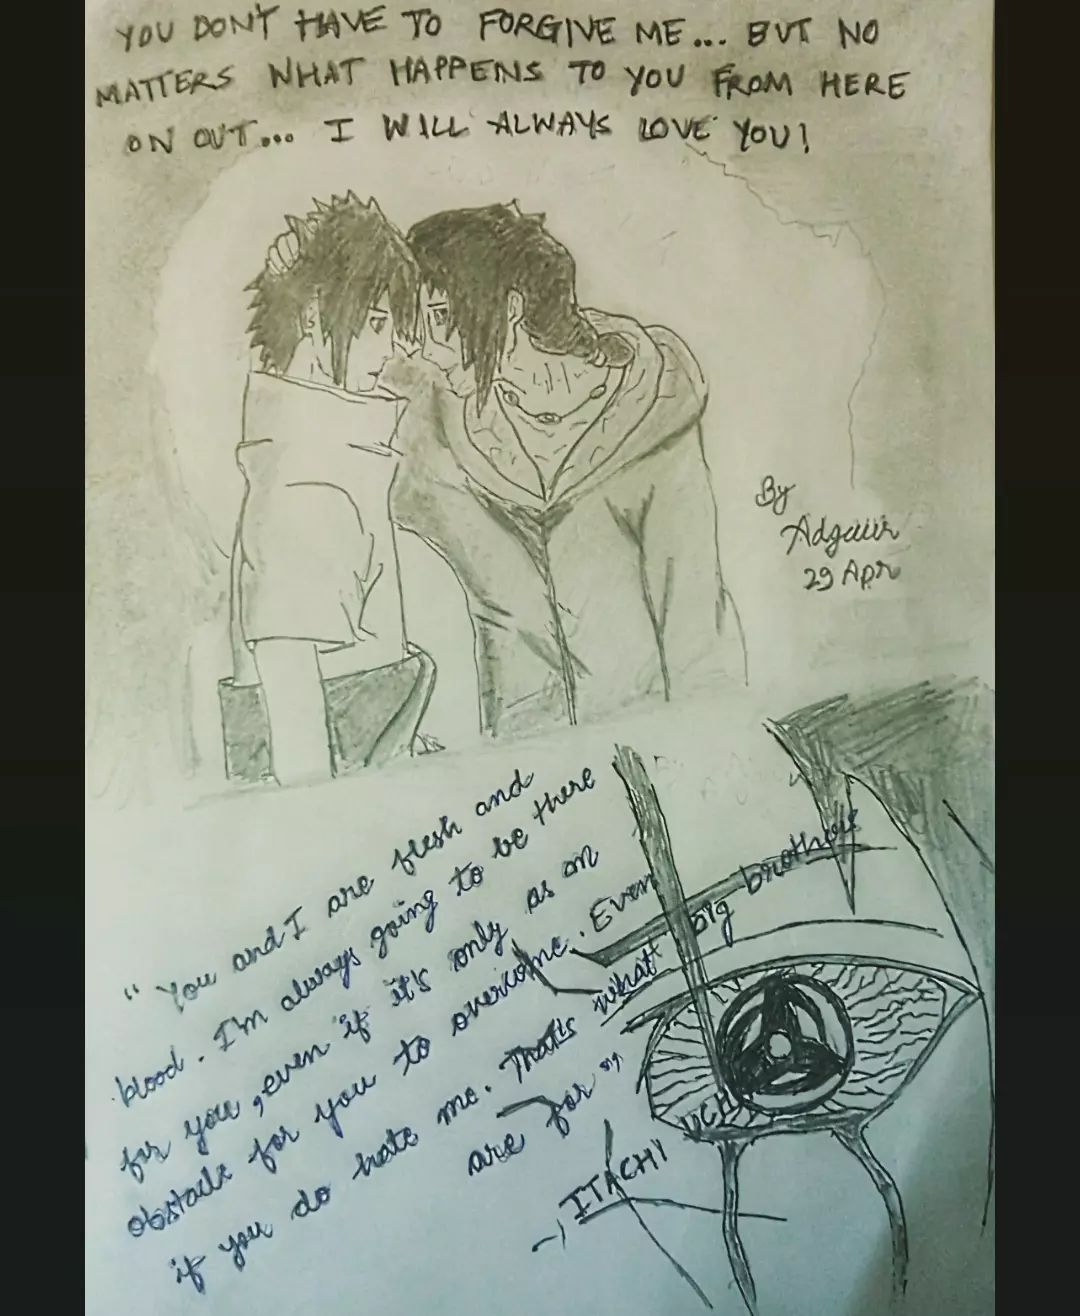 YOU DON'T HAVE TO FORGIVE ME... BUT NO
MATTERS WHAT HAPPENS TO YOU FROM HERE
ON OUT... I WILL ALWAYS LOVE YOU!
By
29 Apr
" You and I are flesh and
blood. I'm always going to be there
for you, even if it's only as an
obstacle for you to overcome. Even
if you do hate me. That's what big brothers
are for "
ITACHI UCH